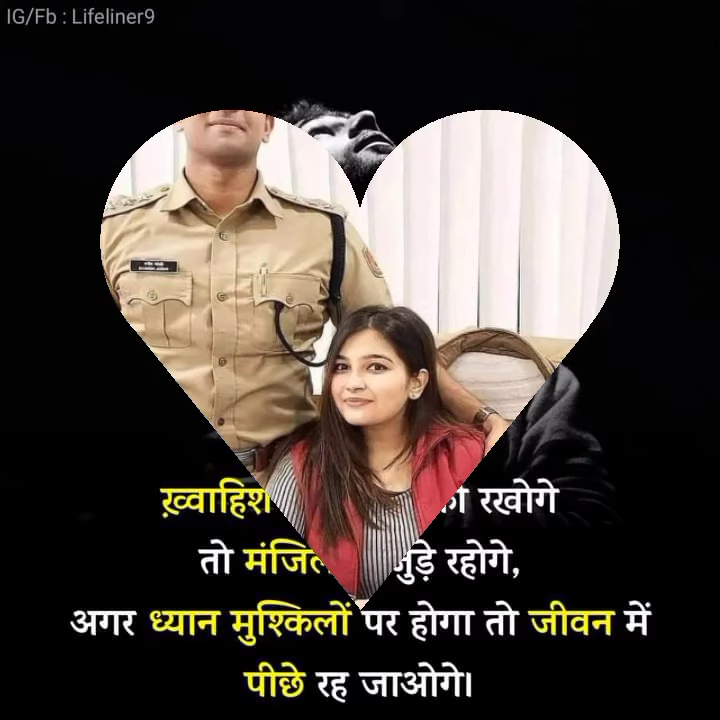 IG/Fb : Lifeliner9
ख़्वाहिश रखोगे
तो मंजिल जुड़े रहोगे,
अगर ध्यान मुश्किलों पर होगा तो जीवन में
पीछे रह जाओगे।